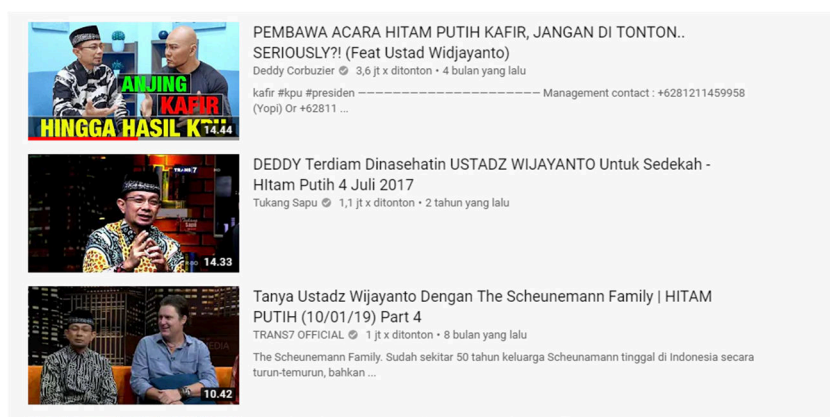 PEMBAWA ACARA HITAM PUTIH KAFIR, JANGAN DI TONTON..
SERIOUSLY?! (Feat Ustad Widjayanto)
Deddy Corbuzier 3,6 jt x ditonton • 4 bulan yang lalu
kafir #kpu #presiden ————————————————————— Management contact : +6281211459958
(Yopi) Or +62811 ...
ANJING
KAFIR
HINGGA HASIL KPU
14.44
DEDDY Terdiam Dinasehatin USTADZ WIJAYANTO Untuk Sedekah -
HItam Putih 4 Juli 2017
Tukang Sapu 1,1 jt x ditonton • 2 tahun yang lalu
TRANS7
14.33
Tanya Ustadz Wijayanto Dengan The Scheunemann Family | HITAM
PUTIH (10/01/19) Part 4
TRANS7 OFFICIAL 1 jt x ditonton • 8 bulan yang lalu
The Scheunemann Family. Sudah sekitar 50 tahun keluarga Scheunamann tinggal di Indonesia secara
turun-temurun, bahkan ...
MEDIA
10.42